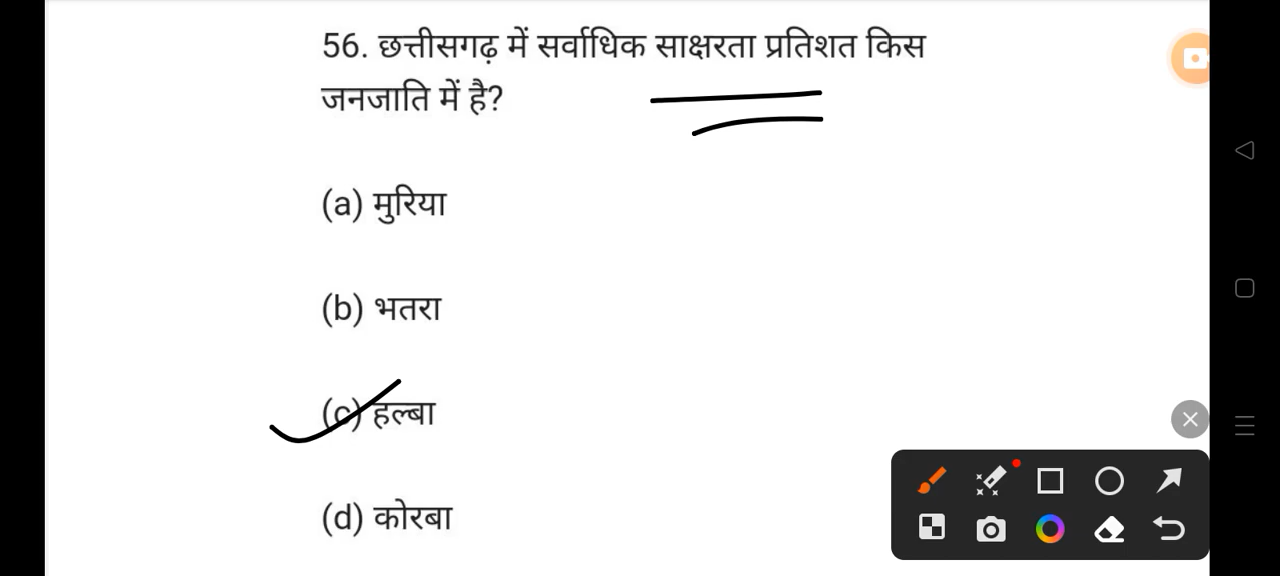 56. छत्तीसगढ़ में सर्वाधिक साक्षरता प्रतिशत किस
जनजाति में है?
(a) मुरिया
(b) भतरा
(c) हल्बा
(d) कोरबा